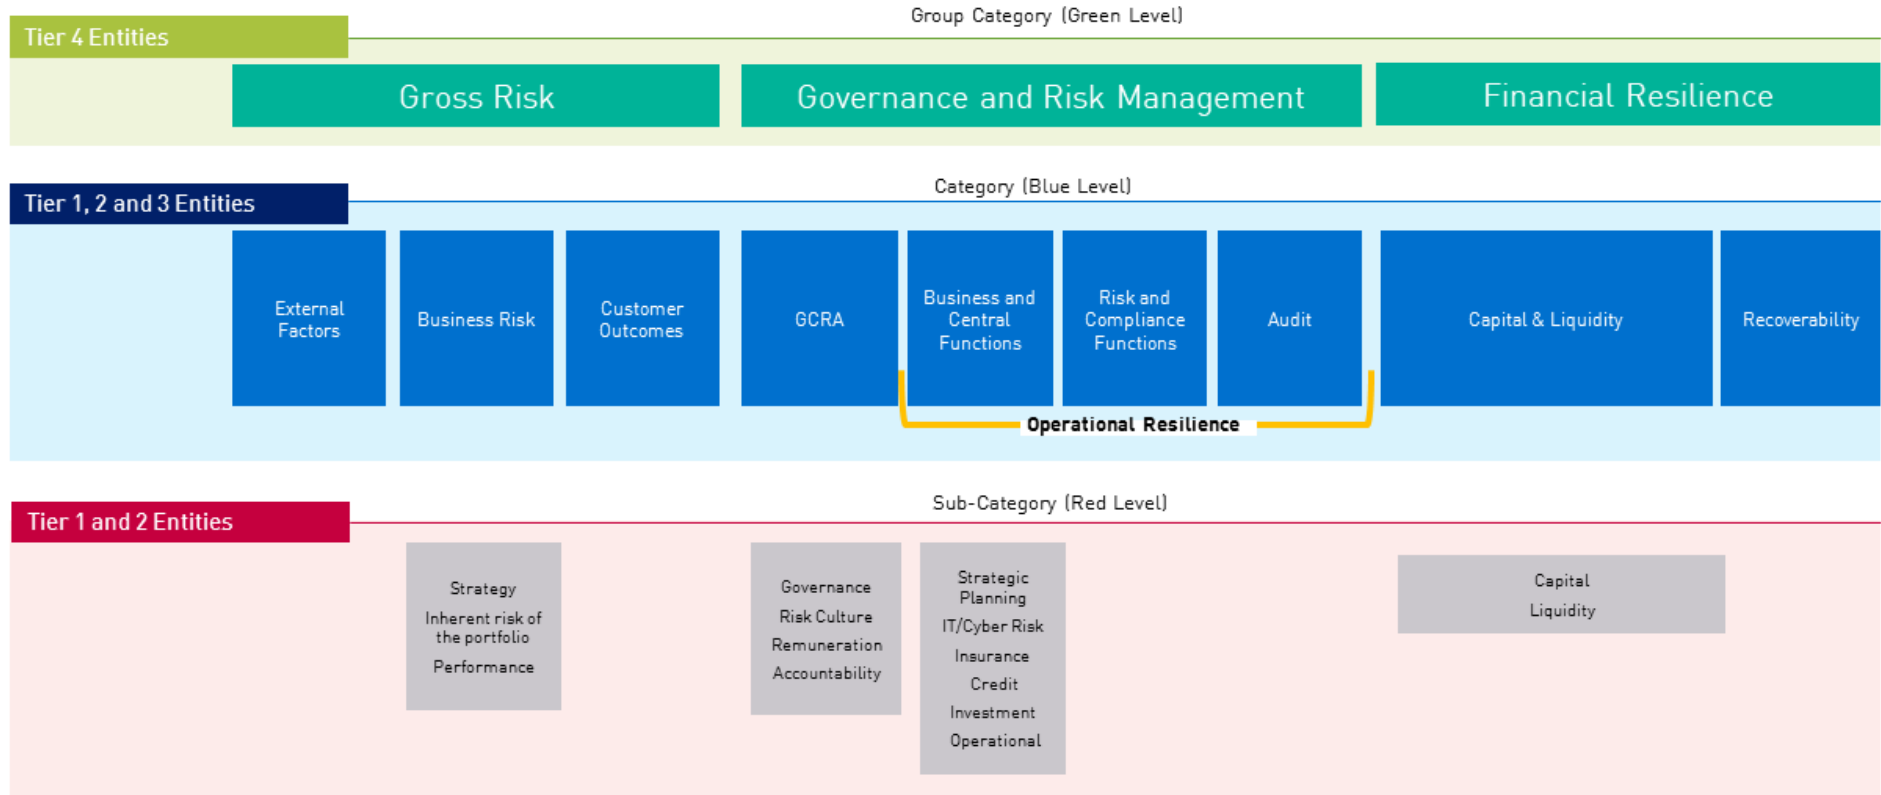 Group Category (Green Level)
Tier 4 Entities
Gross Risk
Governance and Risk Management
Financial Resilience
Category (Blue Level)
Tier 1, 2 and 3 Entities
External
Factors
Business Risk
Customer
Outcomes
GCRA
Business and
Central
Functions
Risk and
Compliance
Functions
Audit
Capital & Liquidity
Recoverability
Operational Resilience
Sub-Category (Red Level)
Tier 1 and 2 Entities
Strategy
Inherent risk of
the portfolio
Performance
Governance
Risk Culture
Remuneration
Accountability
Strategic
Planning
IT/Cyber Risk
Insurance
Credit
Investment
Operational
Capital
Liquidity